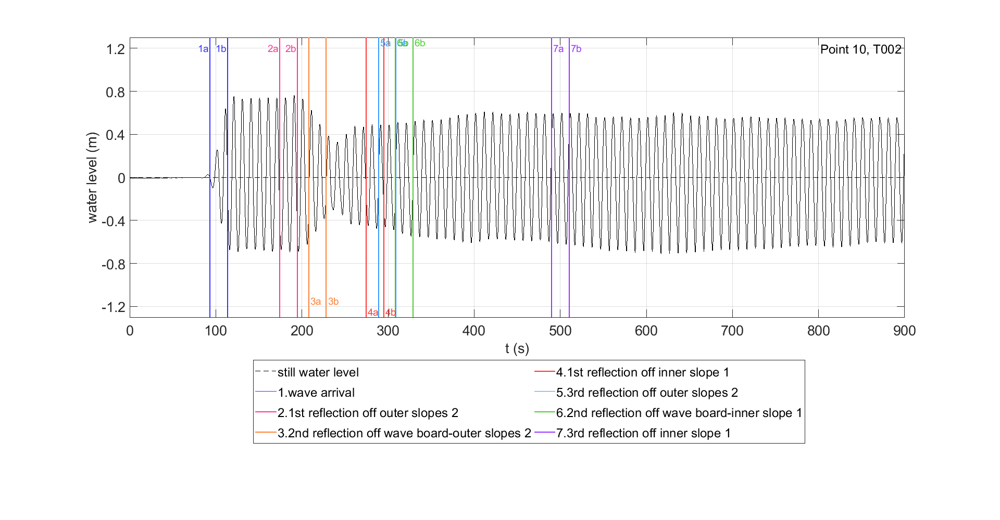 5a 6a 5b 6b
1a 1b 2a 2b 7a 7b Point 10, T002
1.2
0.8
0.4
0
-0.4
-0.8
-1.2
water level (m)
3a 3b
4a 4b
0 100 200 300 400 500 600 700 800 900
t (s)
still water level
1.wave arrival
2.1st reflection off outer slopes 2
3.2nd reflection off wave board-outer slopes 2
4.1st reflection off inner slope 1
5.3rd reflection off outer slopes 2
6.2nd reflection off wave board-inner slope 1
7.3rd reflection off inner slope 1